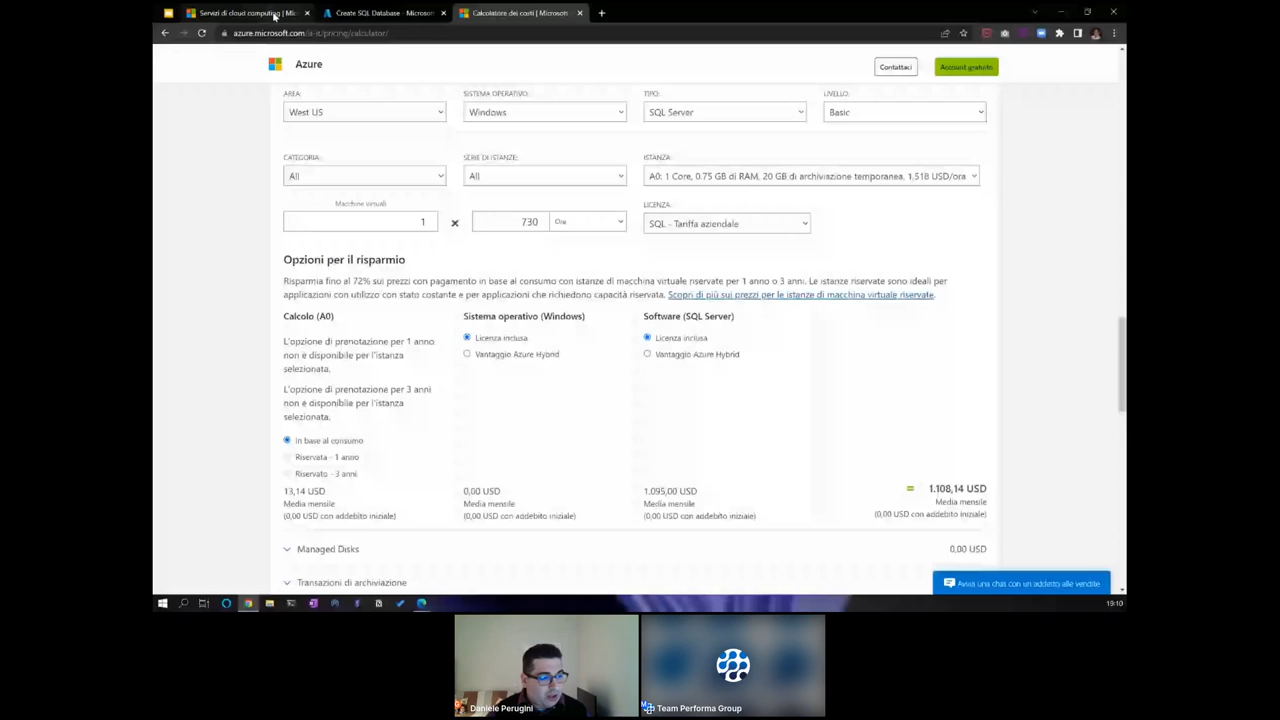 Servizi di cloud computing | Mic
Create SQL Database - Microsoft
Calcolatore dei costi | Microsoft
azure.microsoft.com/it-it/pricing/calculator/
Azure
Contattaci
Account gratuito
AREA:
SISTEMA OPERATIVO:
TIPO:
LIVELLO:
West US
Windows
SQL Server
Basic
CATEGORIA:
SERIE DI ISTANZE:
ISTANZA:
All
All
A0: 1 Core, 0.75 GB di RAM, 20 GB di archiviazione temporanea, 1,518 USD/ora
Macchine virtuali
LICENZA:
1
730
Ora
SQL - Tariffa aziendale
Opzioni per il risparmio
Risparmia fino al 72% sui prezzi con pagamento in base al consumo con istanze di macchina virtuale riservate per 1 anno o 3 anni. Le istanze riservate sono ideali per
applicazioni con utilizzo con stato costante e per applicazioni che richiedono capacità riservata. Scopri di più sui prezzi per le istanze di macchina virtuale riservate.
Calcolo (A0)
Sistema operativo (Windows)
Software (SQL Server)
L'opzione di prenotazione per 1 anno
non è disponibile per l'istanza
selezionata.
Licenza inclusa
Vantaggio Azure Hybrid
Licenza inclusa
Vantaggio Azure Hybrid
L'opzione di prenotazione per 3 anni
non è disponibile per l'istanza
selezionata.
In base al consumo
Riservata - 1 anno
Riservato - 3 anni
13,14 USD
Media mensile
(0,00 USD con addebito iniziale)
0,00 USD
Media mensile
(0,00 USD con addebito iniziale)
1.095,00 USD
Media mensile
(0,00 USD con addebito iniziale)
= 1.108,14 USD
Media mensile
(0,00 USD con addebito iniziale)
Managed Disks
0,00 USD
Transazioni di archiviazione
Avvia una chat con un addetto alle vendite
19:10
Daniele Perugini
Team Performa Group